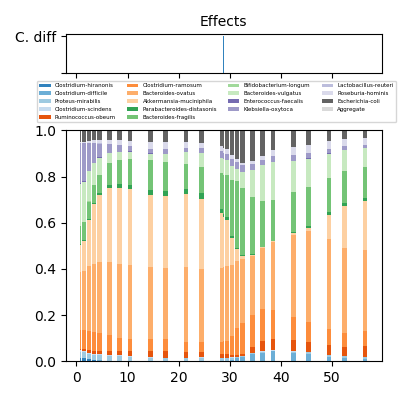 Effects
C. diff
Clostridium-hiranonis Clostridium-ramosum Bifidobacterium-longum Lactobacillus-reuteri
Clostridium-difficile Bacteroides-ovatus Bacteroides-vulgatus Roseburia-hominis
Proteus-mirabilis Akkermansia-muciniphila Enterococcus-faecalis Escherichia-coli
Clostridium-scindens Parabacteroides-distasonis Klebsiella-oxytoca Aggregate
Ruminococcus-obeum Bacteroides-fragilis
1.0
0.8
0.6
0.4
0.2
0.0
0 10 20 30 40 50